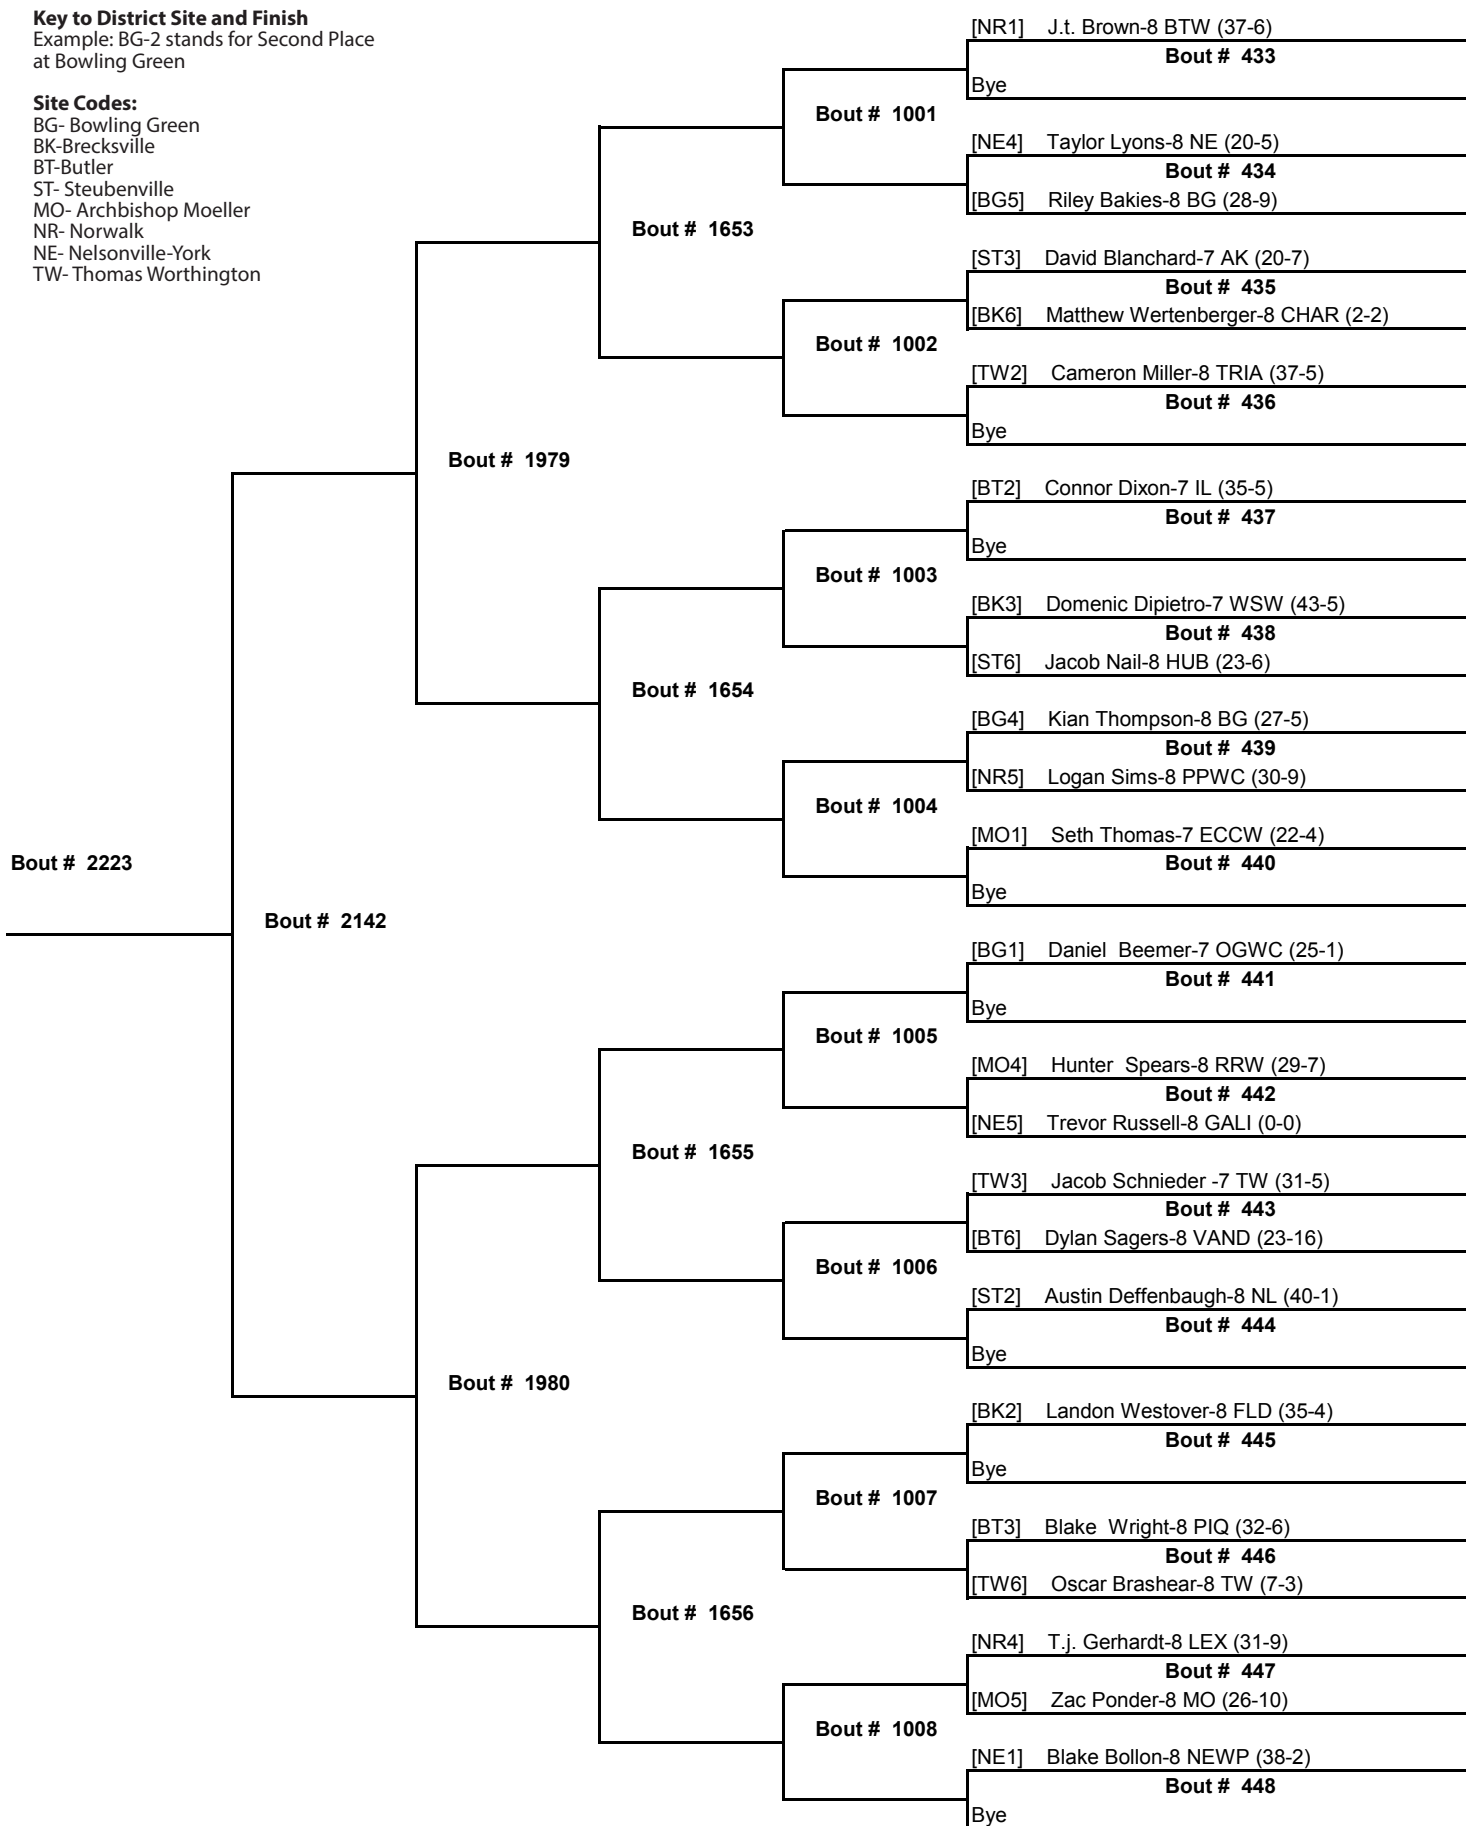 Key to District Site and Finish
Example: BG-2 stands for Second Place
at Bowling Green
Site Codes:
BG- Bowling Green
BK-Brecksville
BT-Butler
ST- Steubenville
MO- Archbishop Moeller
NR- Norwalk
NE- Nelsonville-York
TW- Thomas Worthington
[NR1] J.t. Brown-8 BTW (37-6)
Bout # 433
Bye
Bout # 1001
[NE4] Taylor Lyons-8 NE (20-5)
Bout # 434
[BG5] Riley Bakies-8 BG (28-9)
Bout # 1653
[ST3] David Blanchard-7 AK (20-7)
Bout # 435
[BK6] Matthew Wertenberger-8 CHAR (2-2)
Bout # 1002
[TW2] Cameron Miller-8 TRIA (37-5)
Bout # 436
Bye
Bout # 1979
[BT2] Connor Dixon-7 IL (35-5)
Bout # 437
Bye
Bout # 1003
[BK3] Domenic Dipietro-7 WSW (43-5)
Bout # 438
[ST6] Jacob Nail-8 HUB (23-6)
Bout # 1654
[BG4] Kian Thompson-8 BG (27-5)
Bout # 439
[NR5] Logan Sims-8 PPWC (30-9)
Bout # 1004
[MO1] Seth Thomas-7 ECCW (22-4)
Bout # 440
Bye
Bout # 2223
Bout # 2142
[BG1] Daniel Beemer-7 OGWC (25-1)
Bout # 441
Bye
Bout # 1005
[MO4] Hunter Spears-8 RRW (29-7)
Bout # 442
[NE5] Trevor Russell-8 GALI (0-0)
Bout # 1655
[TW3] Jacob Schnieder -7 TW (31-5)
Bout # 443
[BT6] Dylan Sagers-8 VAND (23-16)
Bout # 1006
[ST2] Austin Deffenbaugh-8 NL (40-1)
Bout # 444
Bye
Bout # 1980
[BK2] Landon Westover-8 FLD (35-4)
Bout # 445
Bye
Bout # 1007
[BT3] Blake Wright-8 PIQ (32-6)
Bout # 446
[TW6] Oscar Brashear-8 TW (7-3)
Bout # 1656
[NR4] T.j. Gerhardt-8 LEX (31-9)
Bout # 447
[MO5] Zac Ponder-8 MO (26-10)
Bout # 1008
[NE1] Blake Bollon-8 NEWP (38-2)
Bout # 448
Bye